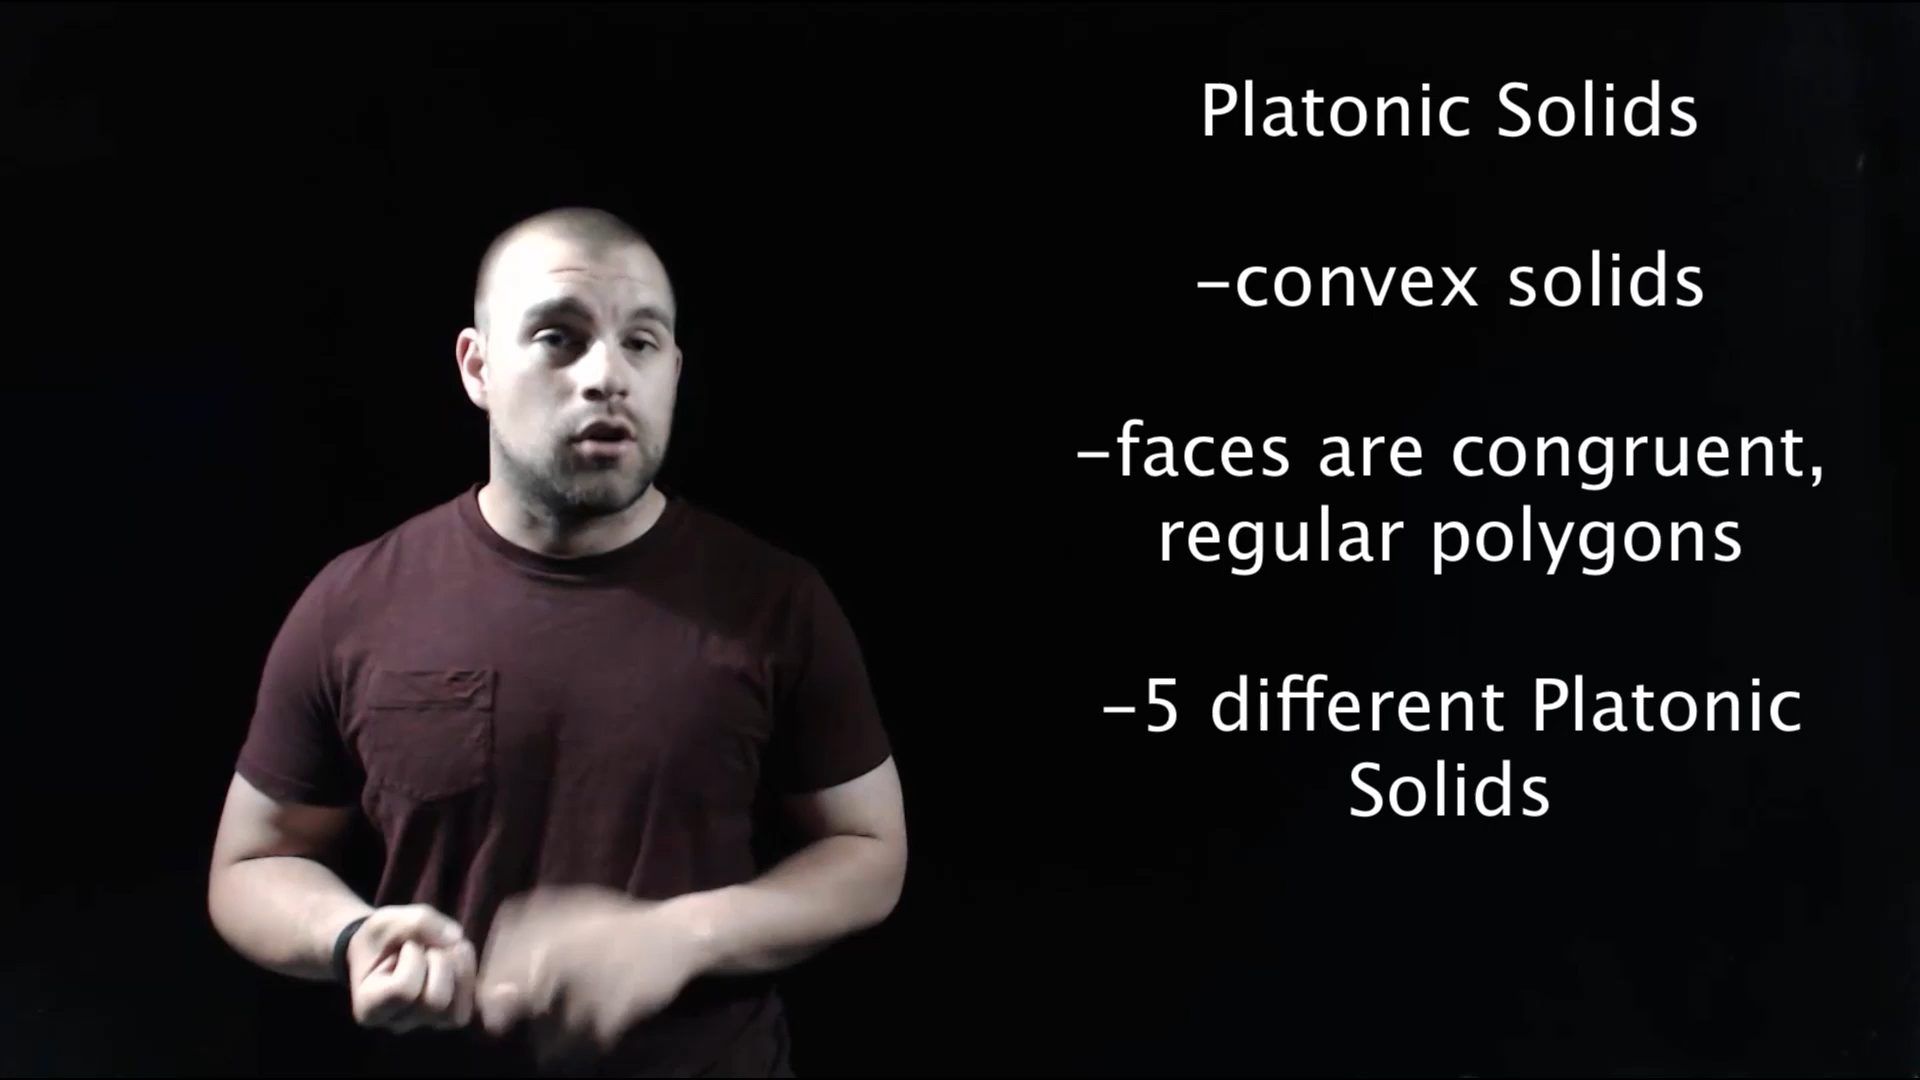 Platonic Solids
-convex solids
-faces are congruent,
regular polygons
-5 different Platonic
Solids